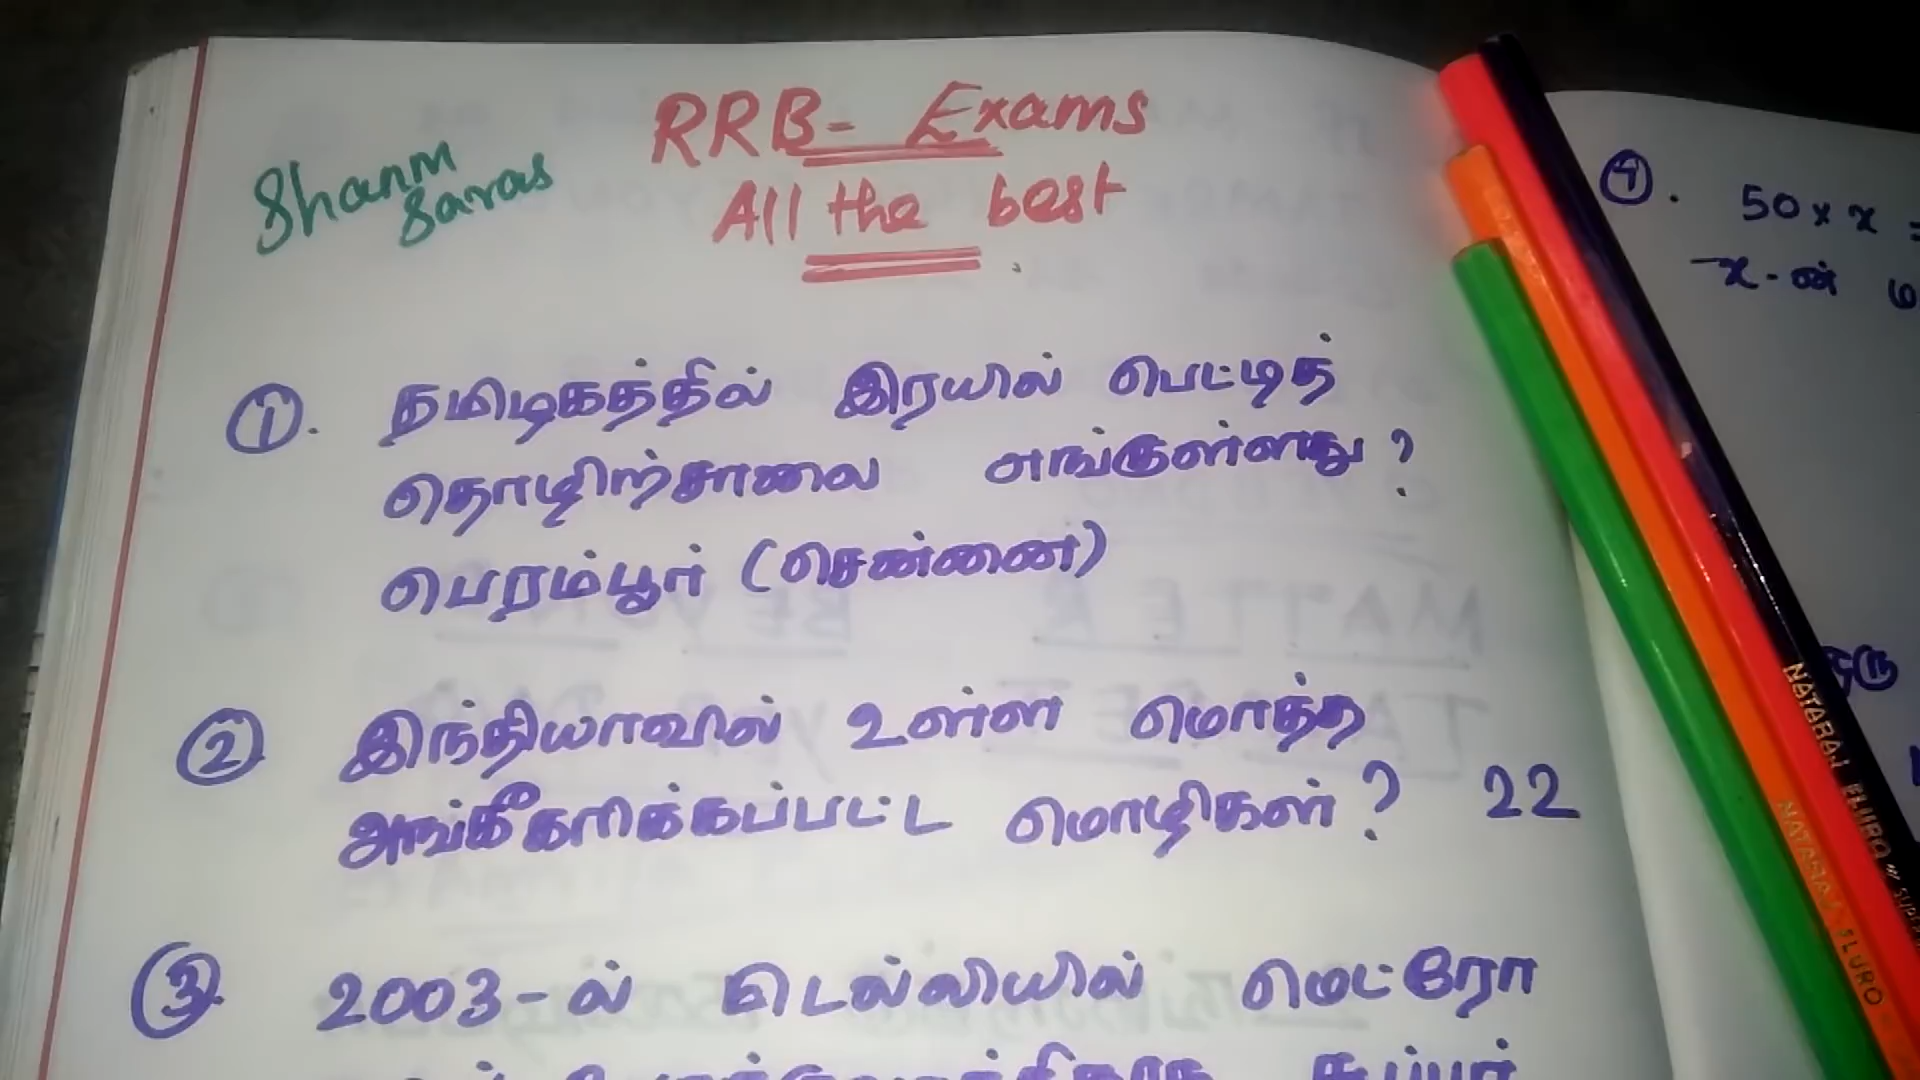 RRB - Exams
Shanm
Saras
All the best
①. தமிழகத்தில் இரயில் பெட்டித்
தொழிற்சாலை எங்குள்ளது?
பெரம்பூர் (சென்னை)
② இந்தியாவில் உள்ள மொத்த
அங்கீகரிக்கப்பட்ட மொழிகள்? 22
③ 2003-ல் டெல்லியில் மெட்ரோ
50 x x =
x-ன்
NATARAJ FLURO
NATARAJ FLURO